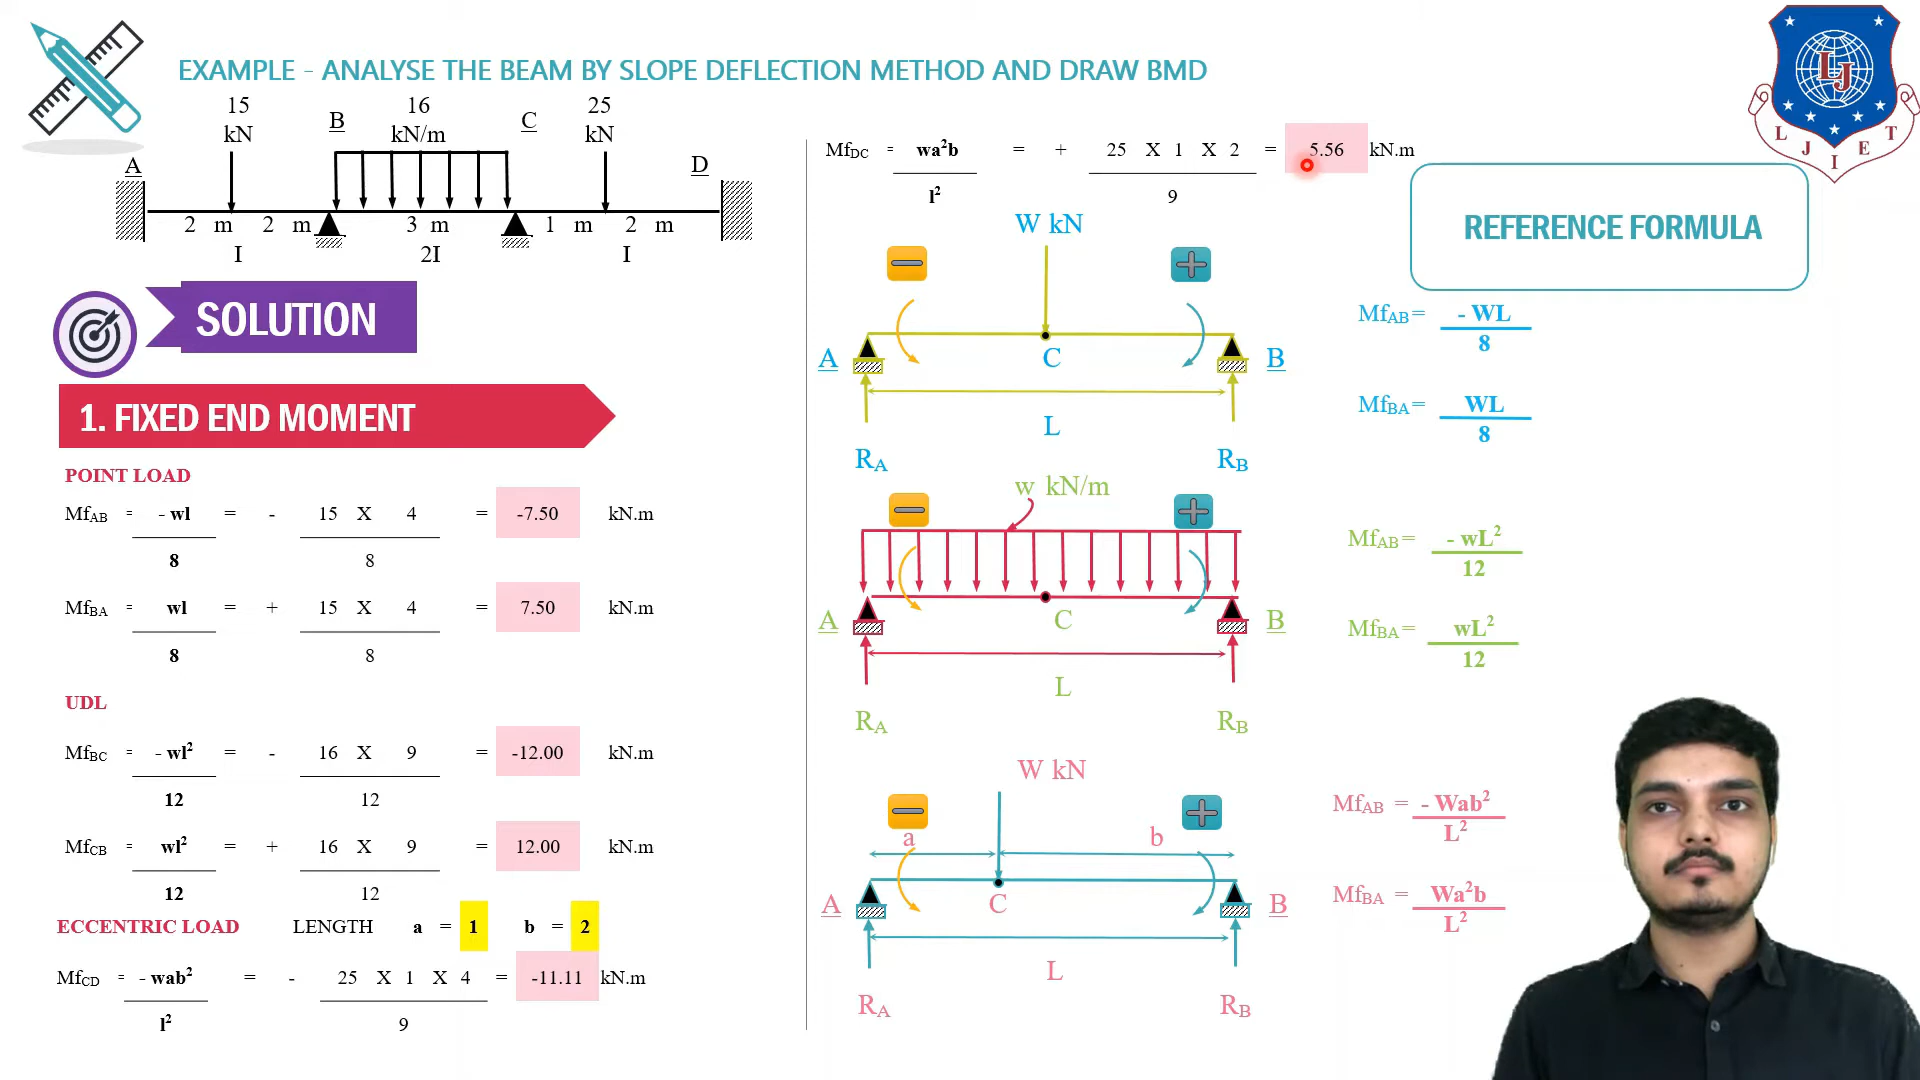 EXAMPLE - ANALYSE THE BEAM BY SLOPE DEFLECTION METHOD AND DRAW BMD
15 kN
B
16 kN/m
C
25 kN
A
D
2 m 2 m 3 m 1 m 2 m
I 2I I
SOLUTION
1. FIXED END MOMENT
POINT LOAD
MfAB = - wl / 8 = - 15 X 4 / 8 = -7.50 kN.m
MfBA = wl / 8 = + 15 X 4 / 8 = 7.50 kN.m
UDL
MfBC = - wl² / 12 = - 16 X 9 / 12 = -12.00 kN.m
MfCB = wl² / 12 = + 16 X 9 / 12 = 12.00 kN.m
ECCENTRIC LOAD LENGTH a = 1 b = 2
MfCD = - wab² / l² = - 25 X 1 X 4 / 9 = -11.11 kN.m
MfDC = wa²b / l² = + 25 X 1 X 2 / 9 = 5.56 kN.m
W kN
A C B
L
RA RB
w kN/m
A C B
L
RA RB
W kN
a b
A C B
L
RA RB
REFERENCE FORMULA
MfAB = - WL / 8
MfBA = WL / 8
MfAB = - wL² / 12
MfBA = wL² / 12
MfAB = - Wab² / L²
MfBA = Wa²b / L²
LJ
L J I E T